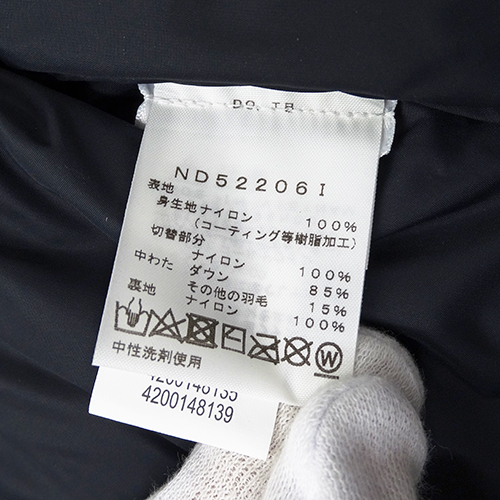 ND52206I
表地
身生地ナイロン 100%
(コーティング等樹脂加工)
切替部分
ナイロン 100%
中わた ダウン 85%
その他の羽毛 15%
裏地 ナイロン 100%
W
中性洗剤使用
4200148139
4200148139